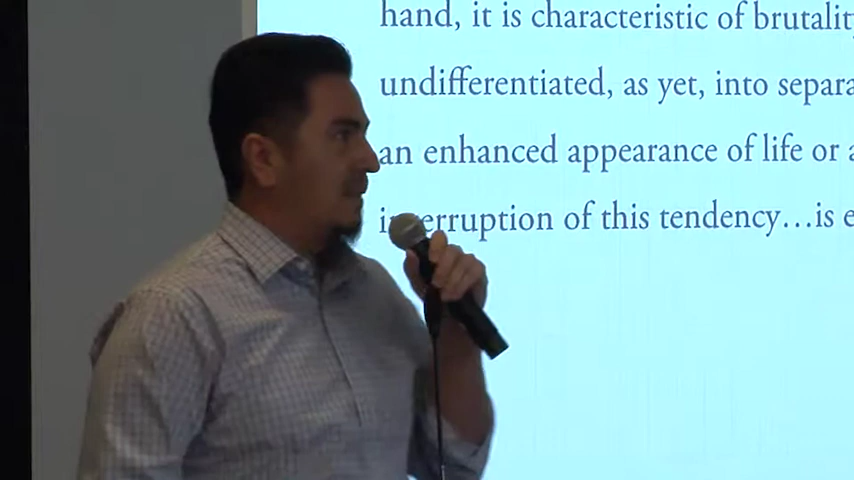 hand, it is characteristic of
undifferentiated, as yet, into
an enhanced appearance of life or
of this tendency…is